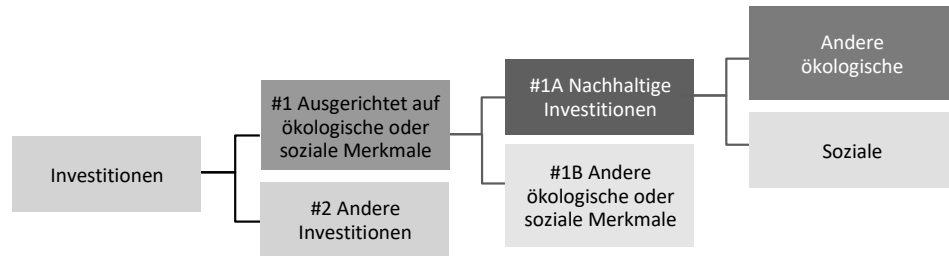 Investitionen
#1 Ausgerichtet auf
ökologische oder
soziale Merkmale
#2 Andere
Investitionen
#1A Nachhaltige
Investitionen
#1B Andere
ökologische oder
soziale Merkmale
Andere
ökologische
Soziale